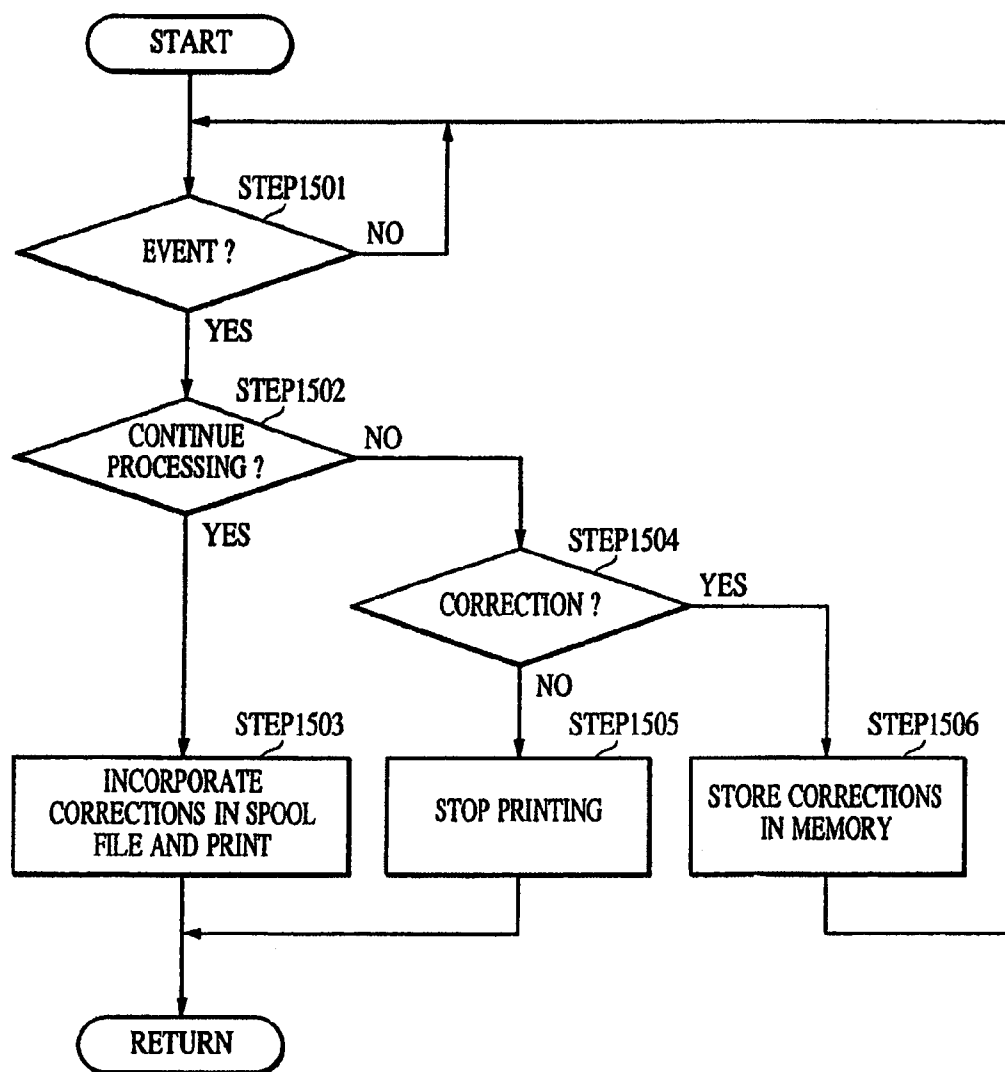 START
STEP1501
EVENT ?
NO
YES
STEP1502
CONTINUE
PROCESSING ?
NO
YES
STEP1504
CORRECTION ?
YES
NO
STEP1503
INCORPORATE
CORRECTIONS IN SPOOL
FILE AND PRINT
STEP1505
STOP PRINTING
STEP1506
STORE CORRECTIONS
IN MEMORY
RETURN